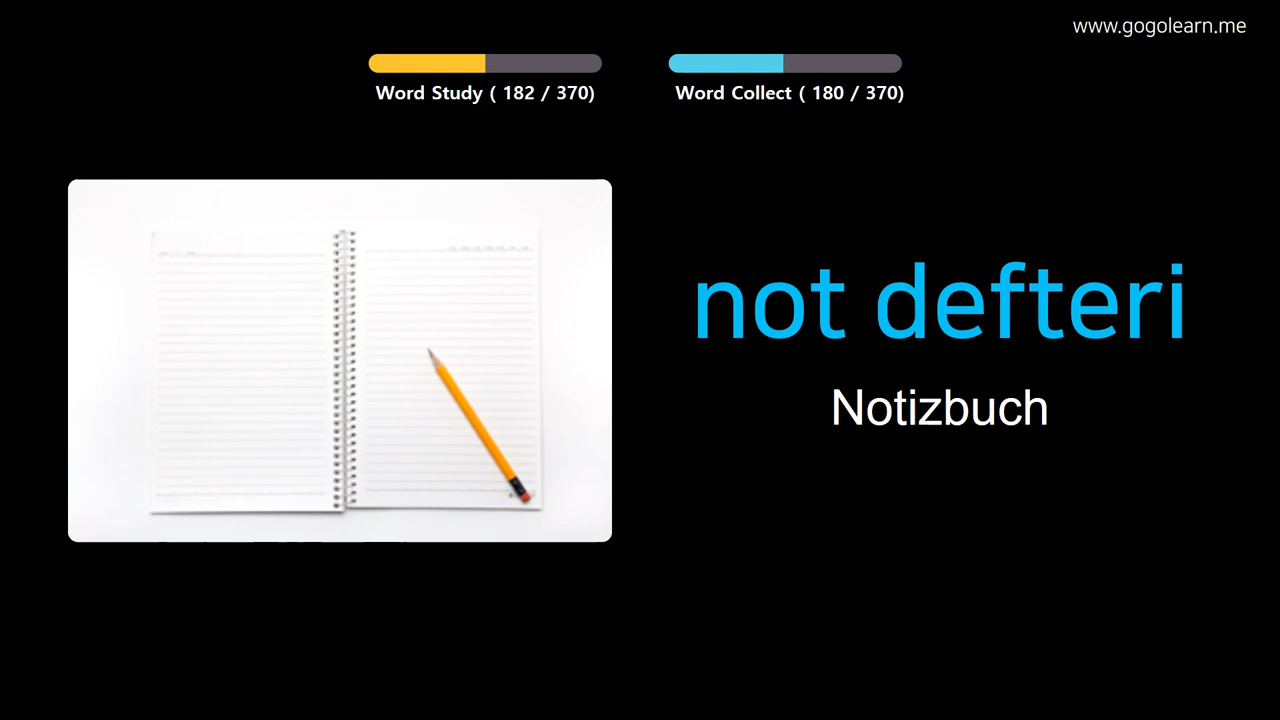 www.gogolearn.me
Word Study ( 182 / 370)
Word Collect ( 180 / 370)
not defteri
Notizbuch